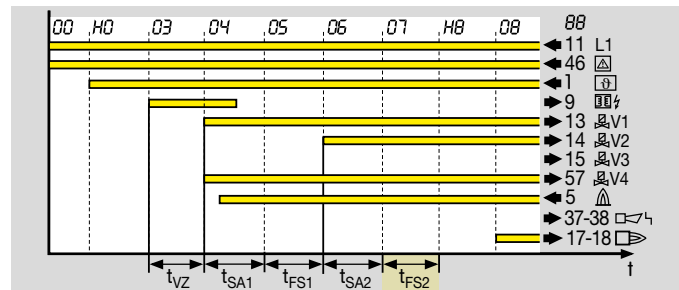 00 H0 03 04 05 06 07 H8 08 88
11 L1
46
1 ϑ
9
13 V1
14 V2
15 V3
57 V4
5
37-38
17-18
tVZ tSA1 tFS1 tSA2 tFS2 t